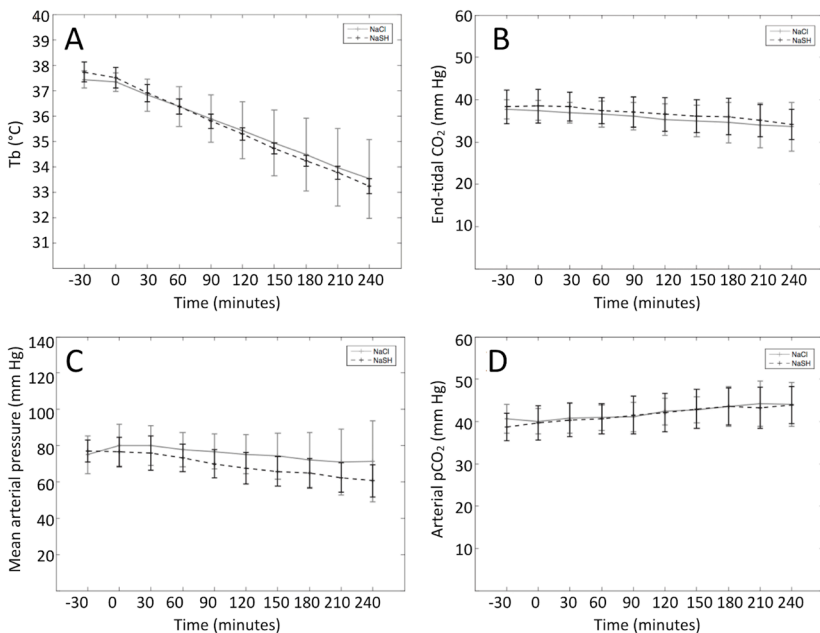 A
NaCl
NaSH
40
39
38
37
36
35
34
33
32
31
Tb (°C)
-30 0 30 60 90 120 150 180 210 240
Time (minutes)
B
NaCl
NaSH
60
50
40
30
20
10
End-tidal CO₂ (mm Hg)
-30 0 30 60 90 120 150 180 210 240
Time (minutes)
C
NaCl
NaSH
140
120
100
80
60
40
20
Mean arterial pressure (mm Hg)
-30 0 30 60 90 120 150 180 210 240
Time (minutes)
D
NaCl
NaSH
60
50
40
30
20
10
Arterial pCO₂ (mm Hg)
-30 0 30 60 90 120 150 180 210 240
Time (minutes)